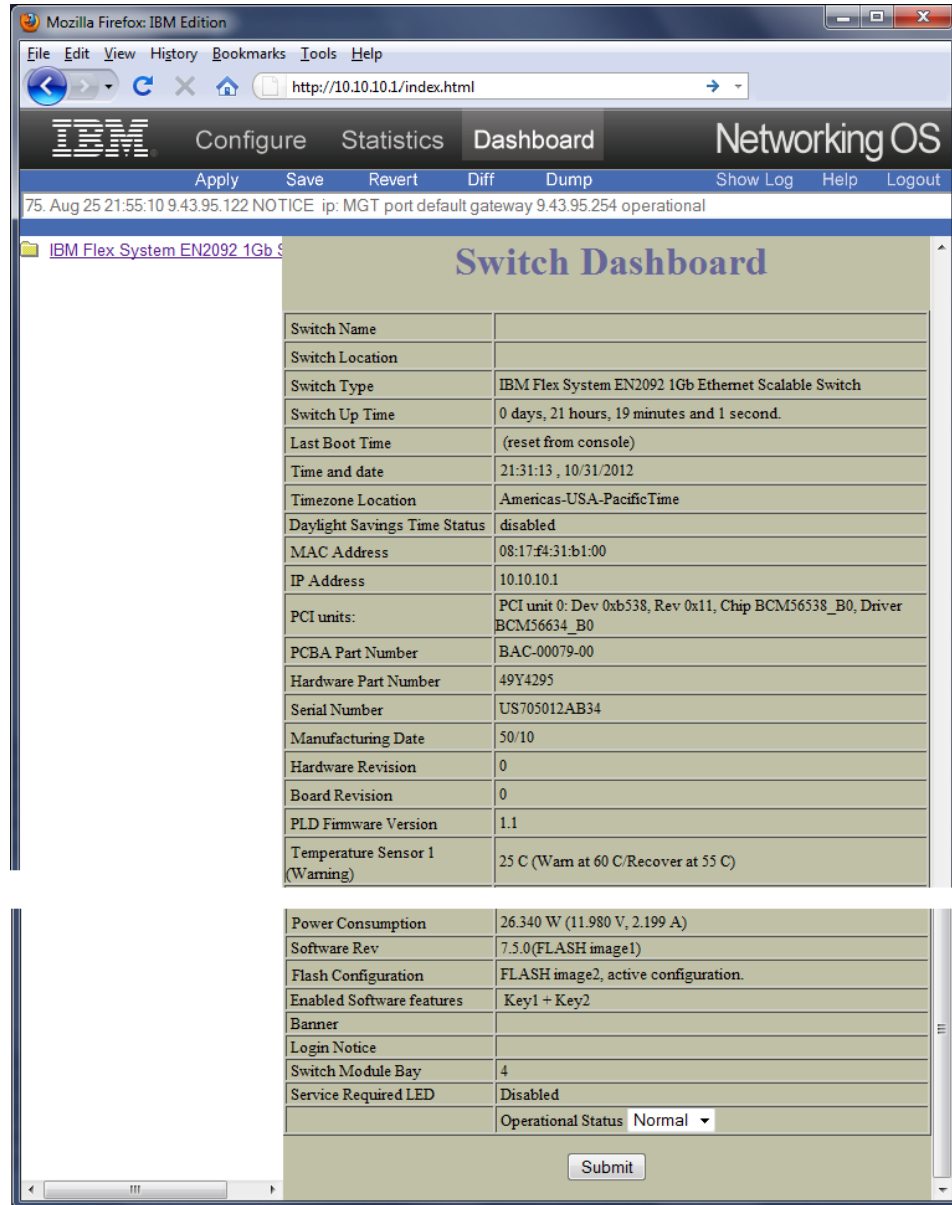 Mozilla Firefox: IBM Edition
File Edit View History Bookmarks Tools Help
http://10.10.10.1/index.html
IBM. Configure Statistics Dashboard Networking OS
Apply Save Revert Diff Dump Show Log Help Logout
75. Aug 25 21:55:10 9.43.95.122 NOTICE ip: MGT port default gateway 9.43.95.254 operational
IBM Flex System EN2092 1Gb S
Switch Dashboard
Switch Name
Switch Location
Switch Type IBM Flex System EN2092 1Gb Ethernet Scalable Switch
Switch Up Time 0 days, 21 hours, 19 minutes and 1 second.
Last Boot Time (reset from console)
Time and date 21:31:13 , 10/31/2012
Timezone Location Americas-USA-PacificTime
Daylight Savings Time Status disabled
MAC Address 08:17:f4:31:b1:00
IP Address 10.10.10.1
PCI units: PCI unit 0: Dev 0xb538, Rev 0x11, Chip BCM56538_B0, Driver
BCM56634_B0
PCBA Part Number BAC-00079-00
Hardware Part Number 49Y4295
Serial Number US705012AB34
Manufacturing Date 50/10
Hardware Revision 0
Board Revision 0
PLD Firmware Version 1.1
Temperature Sensor 1
(Warning) 25 C (Warn at 60 C/Recover at 55 C)
Power Consumption 26.340 W (11.980 V, 2.199 A)
Software Rev 7.5.0(FLASH image1)
Flash Configuration FLASH image2, active configuration.
Enabled Software features Key1 + Key2
Banner
Login Notice
Switch Module Bay 4
Service Required LED Disabled
Operational Status Normal
Submit